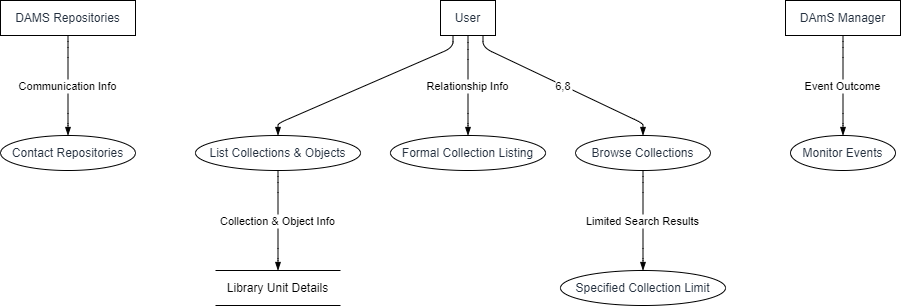 DAMS Repositories
User
DAmS Manager
Communication Info
Relationship Info
6,8
Event Outcome
Contact Repositories
List Collections & Objects
Formal Collection Listing
Browse Collections
Monitor Events
Collection & Object Info
Limited Search Results
Library Unit Details
Specified Collection Limit